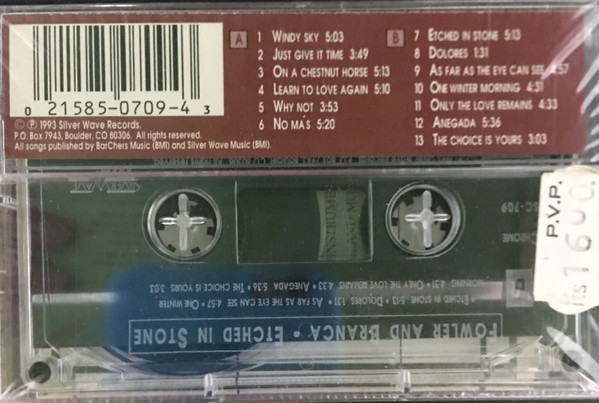 A
1 WINDY SKY 5:03
2 JUST GIVE IT TIME 3:49
3 ON A CHESTNUT HORSE 5:13
4 LEARN TO LOVE AGAIN 5:10
5 WHY NOT 3:53
6 NO MA'S 5:20
B
7 ETCHED IN STONE 5:13
8 DOLORES 1:31
9 AS FAR AS THE EYE CAN SEE 4:57
10 ONE WINTER MORNING 4:31
11 ONLY THE LOVE REMAINS 4:33
12 ANEGADA 5:36
13 THE CHOICE IS YOURS 3:03
0 21585-0709-4 3
© ℗ 1993 Silver Wave Records.
P.O. Box 7943, Boulder, CO 80306. All rights reserved.
All songs published by BarChers Music (BMI) and Silver Wave Music (BMI).
P.V.P.
SC-709
CHROME
B
INSTRUMEN
FOWLER AND BRANCA • ETCHED IN STONE
• ETCHED IN STONE 5:13 • DOLORES 1:31 • AS FAR AS THE EYE CAN SEE 4:57 • ONE WINTER
MORNING 4:31 • ONLY THE LOVE REMAINS 4:33 • ANEGADA 5:36 • THE CHOICE IS YOURS 3:03